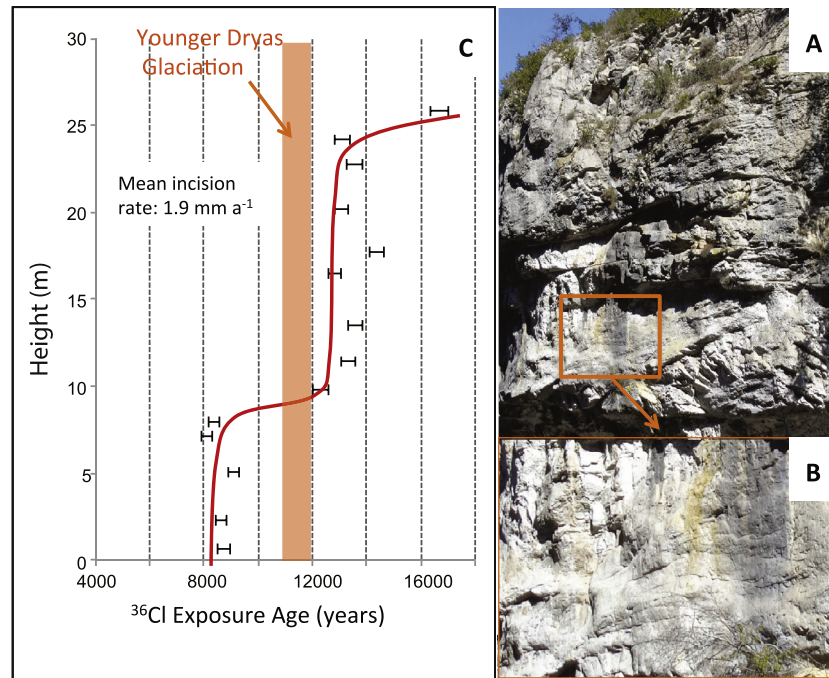 C
Younger Dryas
Glaciation
Mean incision
rate: 1.9 mm a⁻¹
30
25
20
15
10
5
0
Height (m)
4000 8000 12000 16000
³⁶Cl Exposure Age (years)
A
B